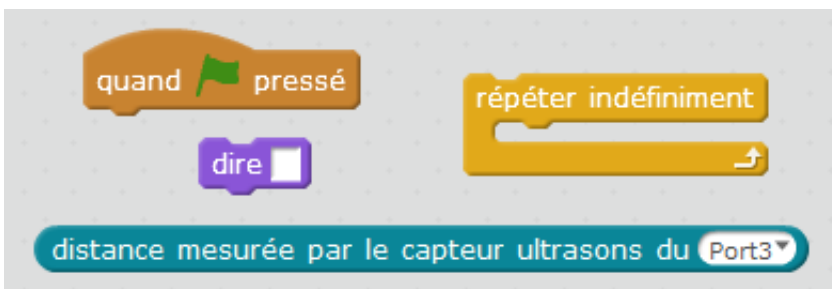 quand pressé
répéter indéfiniment
dire
distance mesurée par le capteur ultrasons du Port3